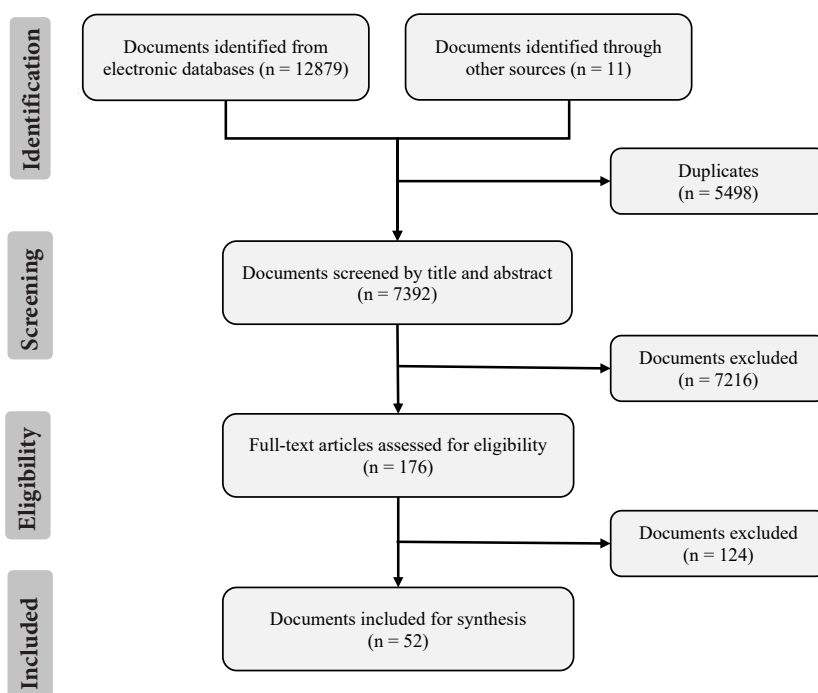 Identification
Documents identified from
electronic databases (n = 12879)
Documents identified through
other sources (n = 11)
Duplicates
(n = 5498)
Screening
Documents screened by title and abstract
(n = 7392)
Documents excluded
(n = 7216)
Eligibility
Full-text articles assessed for eligibility
(n = 176)
Documents excluded
(n = 124)
Included
Documents included for synthesis
(n = 52)